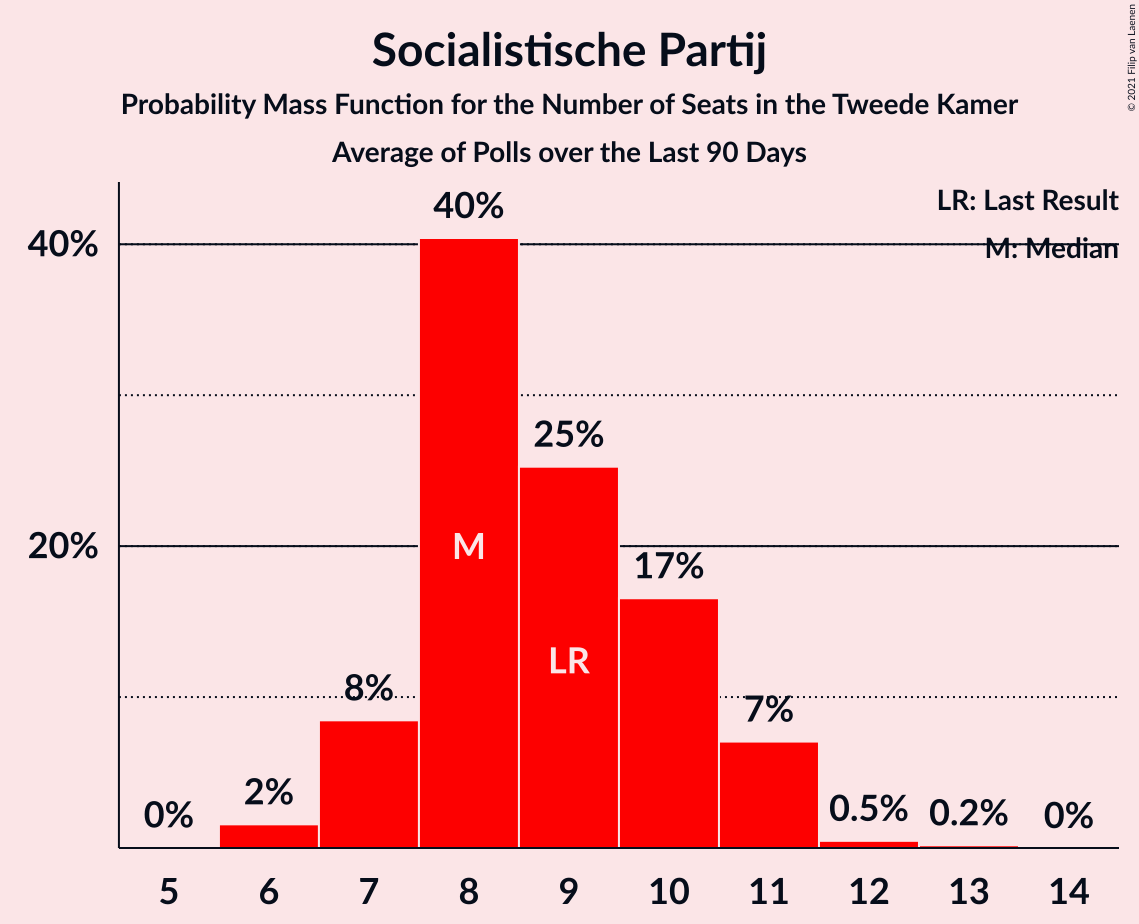 Socialistische Partij
Probability Mass Function for the Number of Seats in the Tweede Kamer
Average of Polls over the Last 90 Days
© 2021 Filip van Laenen
LR: Last Result
M: Median
40%
20%
0%
2%
8%
40%
25%
17%
7%
0.5%
0.2%
0%
M
LR
5 6 7 8 9 10 11 12 13 14